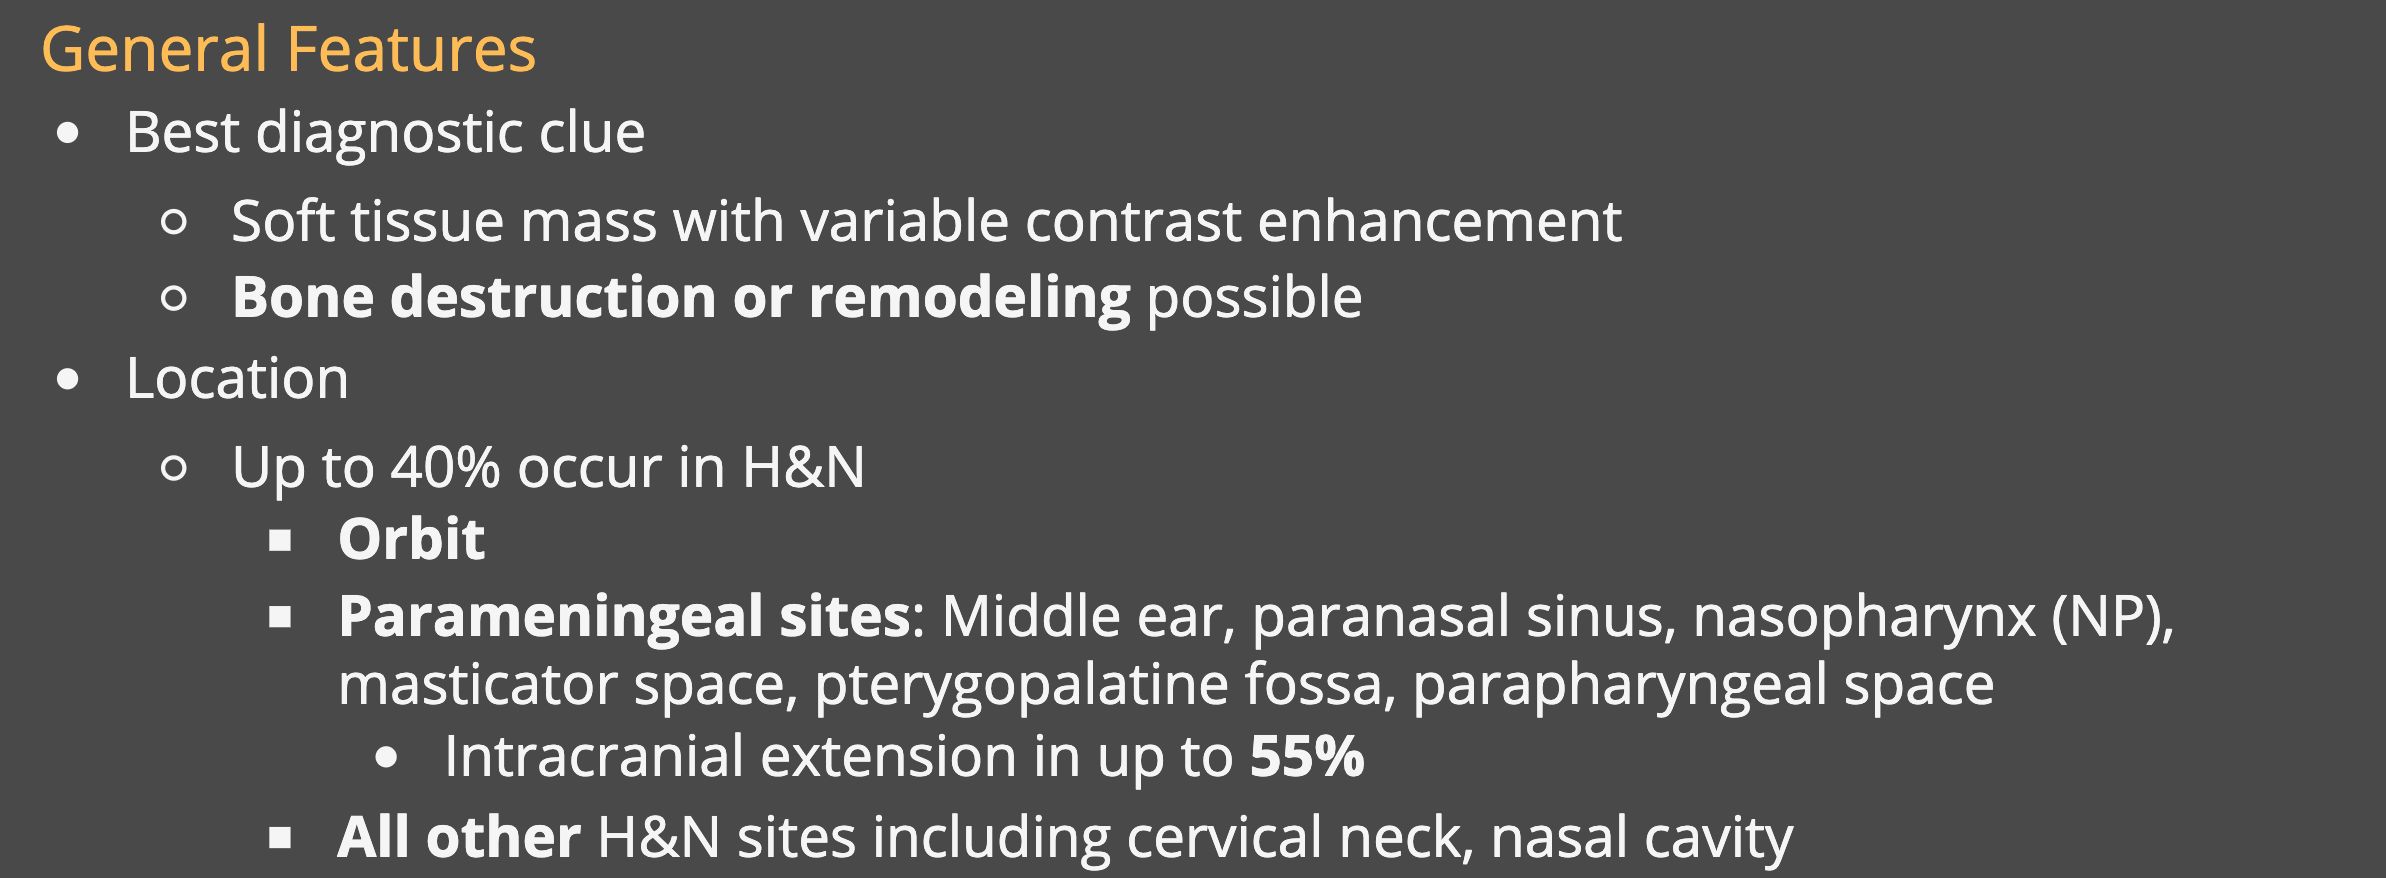 General Features
Best diagnostic clue
Soft tissue mass with variable contrast enhancement
Bone destruction or remodeling possible
Location
Up to 40% occur in H&N
Orbit
Parameningeal sites: Middle ear, paranasal sinus, nasopharynx (NP),
masticator space, pterygopalatine fossa, parapharyngeal space
Intracranial extension in up to 55%
All other H&N sites including cervical neck, nasal cavity